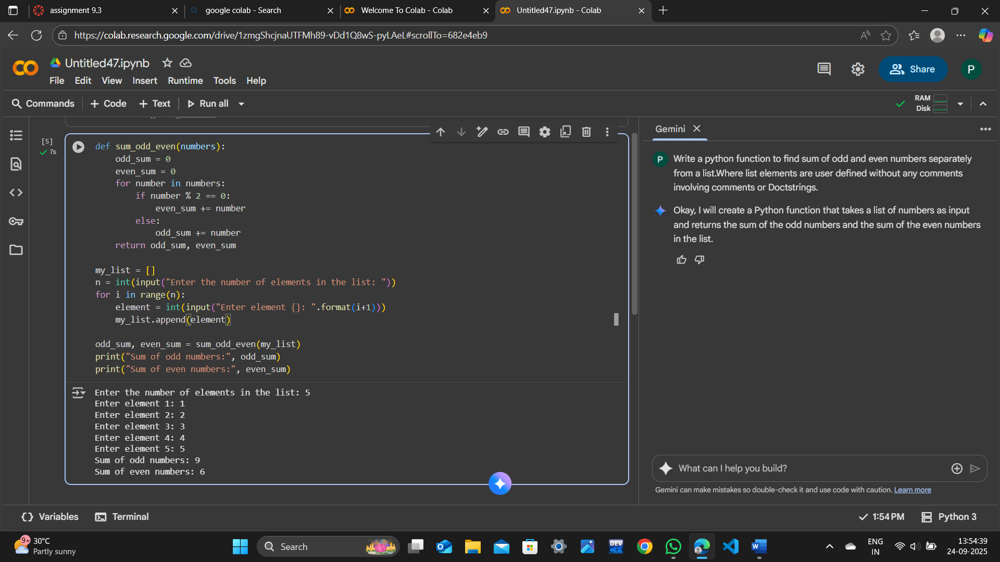 assignment 9.3
google colab - Search
Welcome To Colab - Colab
Untitled47.ipynb - Colab
https://colab.research.google.com/drive/1zmgShcjnaUTFMh89-vDd1Q8wS-pyLAeL#scrollTo=682e4eb9
Untitled47.ipynb
File Edit View Insert Runtime Tools Help
Share
P
Commands + Code + Text Run all
RAM
Disk
[5]
7s
def sum_odd_even(numbers):
    odd_sum = 0
    even_sum = 0
    for number in numbers:
        if number % 2 == 0:
            even_sum += number
        else:
            odd_sum += number
    return odd_sum, even_sum
my_list = []
n = int(input("Enter the number of elements in the list: "))
for i in range(n):
    element = int(input("Enter element {}: ".format(i+1)))
    my_list.append(element)
odd_sum, even_sum = sum_odd_even(my_list)
print("Sum of odd numbers:", odd_sum)
print("Sum of even numbers:", even_sum)
Enter the number of elements in the list: 5
Enter element 1: 1
Enter element 2: 2
Enter element 3: 3
Enter element 4: 4
Enter element 5: 5
Sum of odd numbers: 9
Sum of even numbers: 6
Gemini
P
Write a python function to find sum of odd and even numbers separately
from a list.Where list elements are user defined without any comments
involving comments or Doctstrings.
Okay, I will create a Python function that takes a list of numbers as input
and returns the sum of the odd numbers and the sum of the even numbers
in the list.
What can I help you build?
Gemini can make mistakes so double-check it and use code with caution. Learn more
Variables Terminal
1:54 PM Python 3
9+
30°C
Partly sunny
Search
DEV
W
ENG
IN
13:54:39
24-09-2025